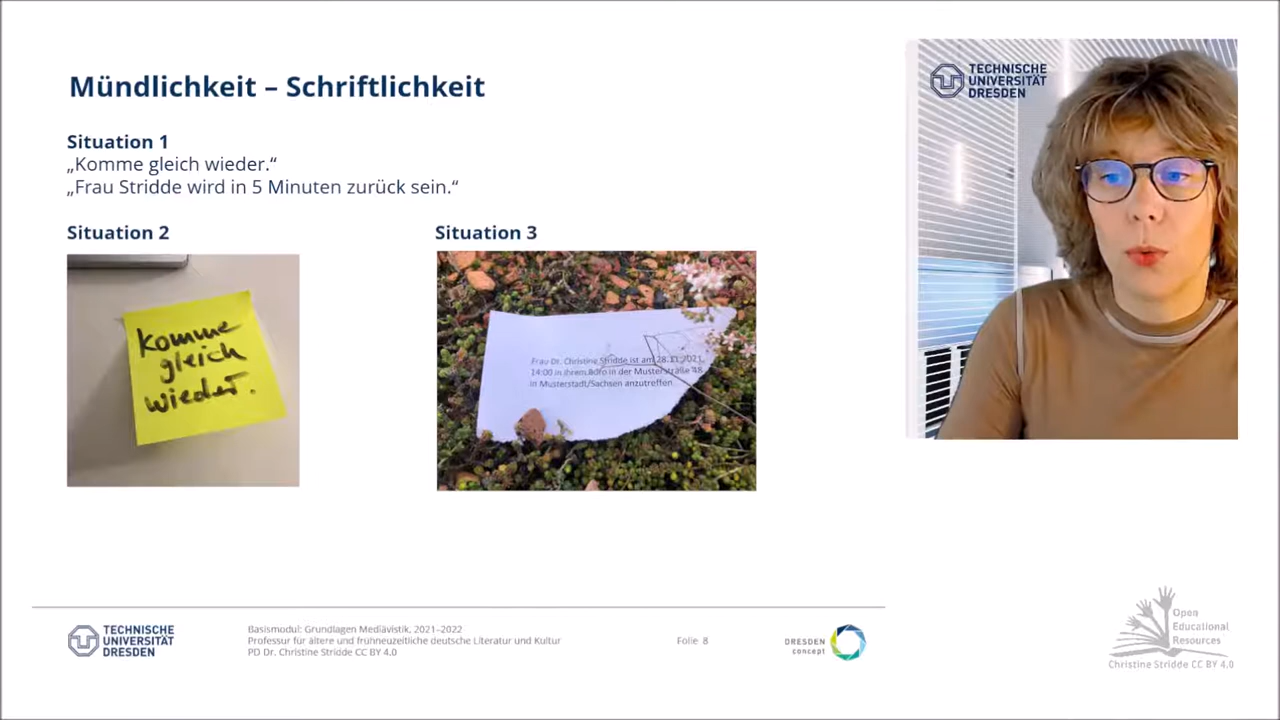 Mündlichkeit – Schriftlichkeit
Situation 1
„Komme gleich wieder.“
„Frau Stridde wird in 5 Minuten zurück sein.“
Situation 2
Komme
gleich
wieder.
Situation 3
Frau Dr. Christine Stridde ist am 28.11.2021,
14:00 in ihrem Büro in der Musterstraße 48
in Musterstadt/Sachsen anzutreffen
TECHNISCHE
UNIVERSITÄT
DRESDEN
TECHNISCHE
UNIVERSITÄT
DRESDEN
Basismodul: Grundlagen Mediävistik, 2021–2022
Professur für ältere und frühneuzeitliche deutsche Literatur und Kultur
PD Dr. Christine Stridde CC BY 4.0
Folie 8
DRESDEN
concept
Open
Educational
Resources
Christine Stridde CC BY 4.0